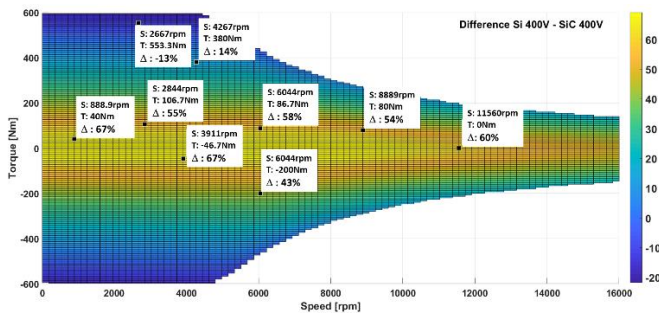 Difference Si 400V - SiC 400V
600
400
200
0
-200
-400
-600
Torque [Nm]
0
2000
4000
6000
8000
10000
12000
14000
16000
Speed [rpm]
60
50
40
30
20
10
0
-10
-20
S: 2667rpm
T: 553.3Nm
Δ : -13%
S: 4267rpm
T: 380Nm
Δ : 14%
S: 888.9rpm
T: 40Nm
Δ : 67%
S: 2844rpm
T: 106.7Nm
Δ : 55%
S: 3911rpm
T: -46.7Nm
Δ : 67%
S: 6044rpm
T: 86.7Nm
Δ : 58%
S: 6044rpm
T: -200Nm
Δ : 43%
S: 8889rpm
T: 80Nm
Δ : 54%
S: 11560rpm
T: 0Nm
Δ : 60%